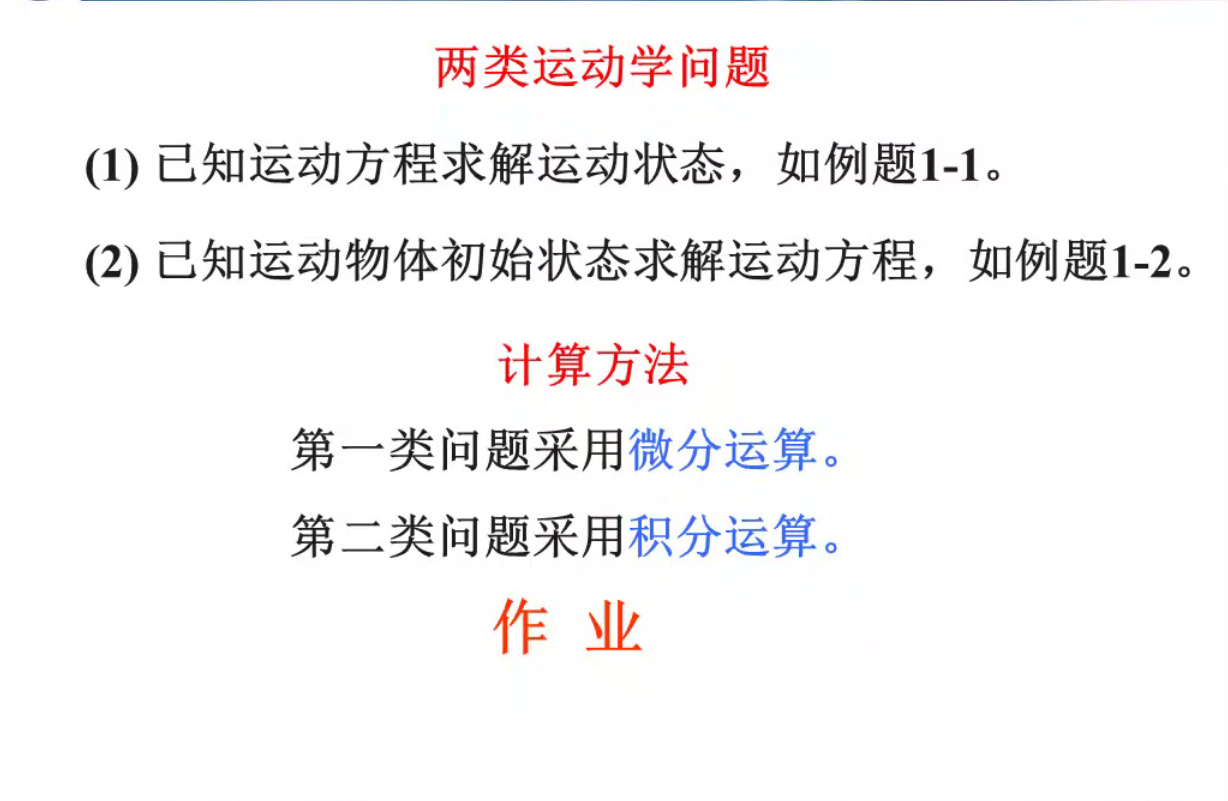 两类运动学问题
(1) 已知运动方程求解运动状态，如例题1-1。
(2) 已知运动物体初始状态求解运动方程，如例题1-2。
计算方法
第一类问题采用微分运算。
第二类问题采用积分运算。
作 业